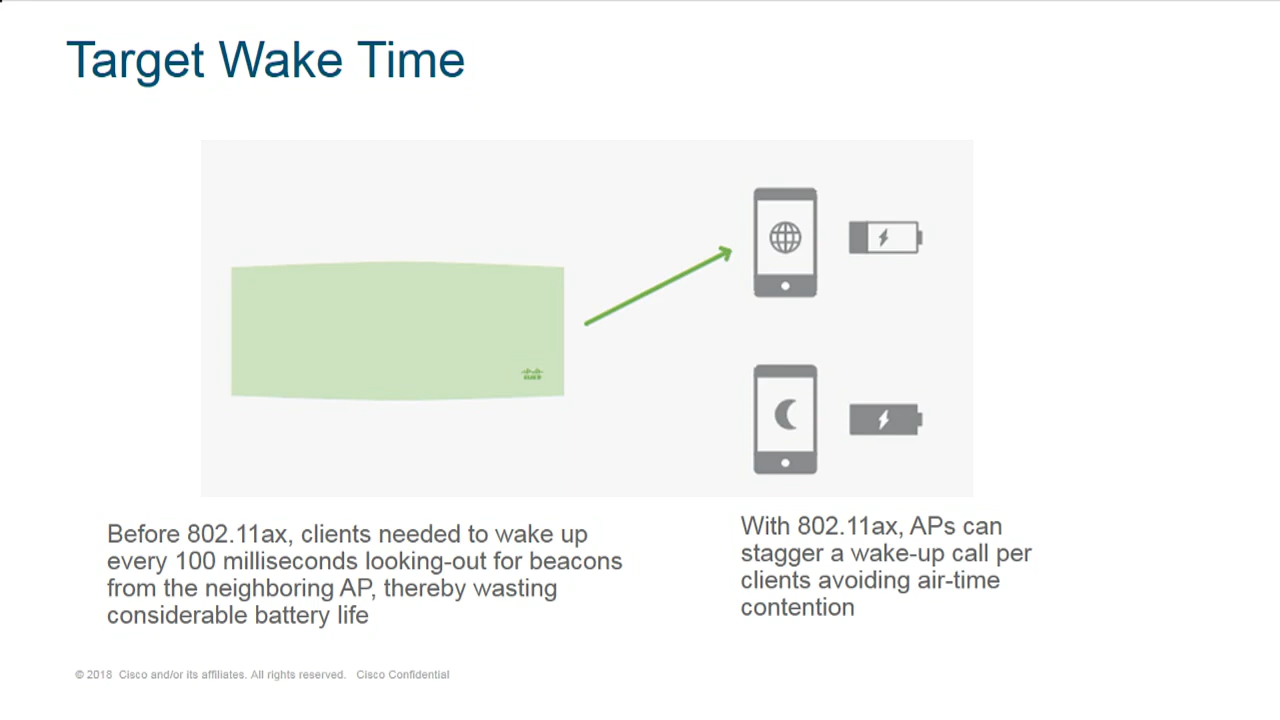 Target Wake Time
Before 802.11ax, clients needed to wake up
every 100 milliseconds looking-out for beacons
from the neighboring AP, thereby wasting
considerable battery life
With 802.11ax, APs can
stagger a wake-up call per
clients avoiding air-time
contention
© 2018 Cisco and/or its affiliates. All rights reserved. Cisco Confidential